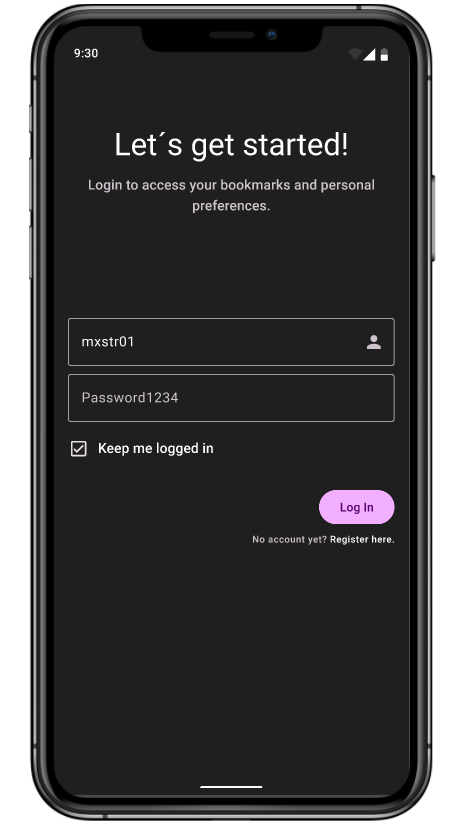 9:30
Let´s get started!
Login to access your bookmarks and personal
preferences.
mxstr01
Password1234
Keep me logged in
Log In
No account yet? Register here.